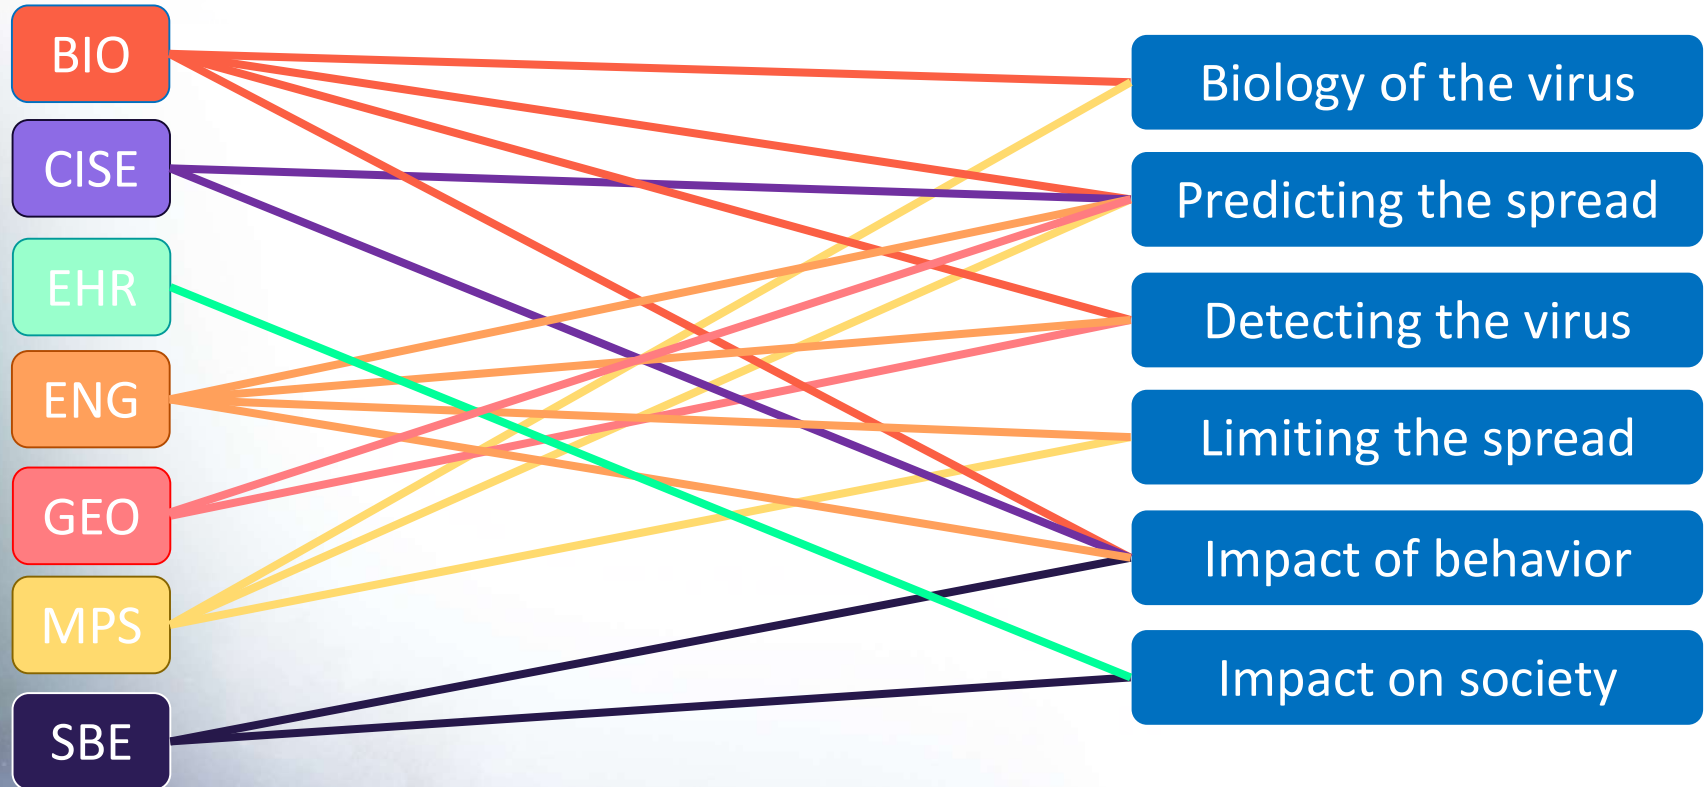 BIO
CISE
EHR
ENG
GEO
MPS
SBE
Biology of the virus
Predicting the spread
Detecting the virus
Limiting the spread
Impact of behavior
Impact on society